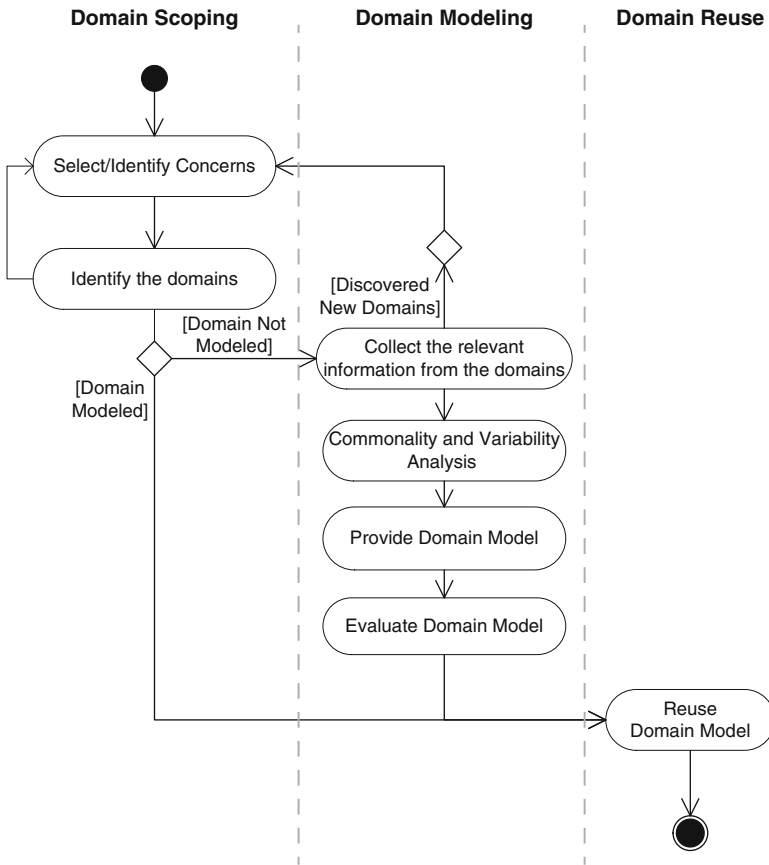 Domain Scoping
Domain Modeling
Domain Reuse
Select/Identify Concerns
Identify the domains
[Discovered
New Domains]
[Domain Not
Modeled]
[Domain
Modeled]
Collect the relevant
information from the domains
Commonality and Variability
Analysis
Provide Domain Model
Evaluate Domain Model
Reuse
Domain Model